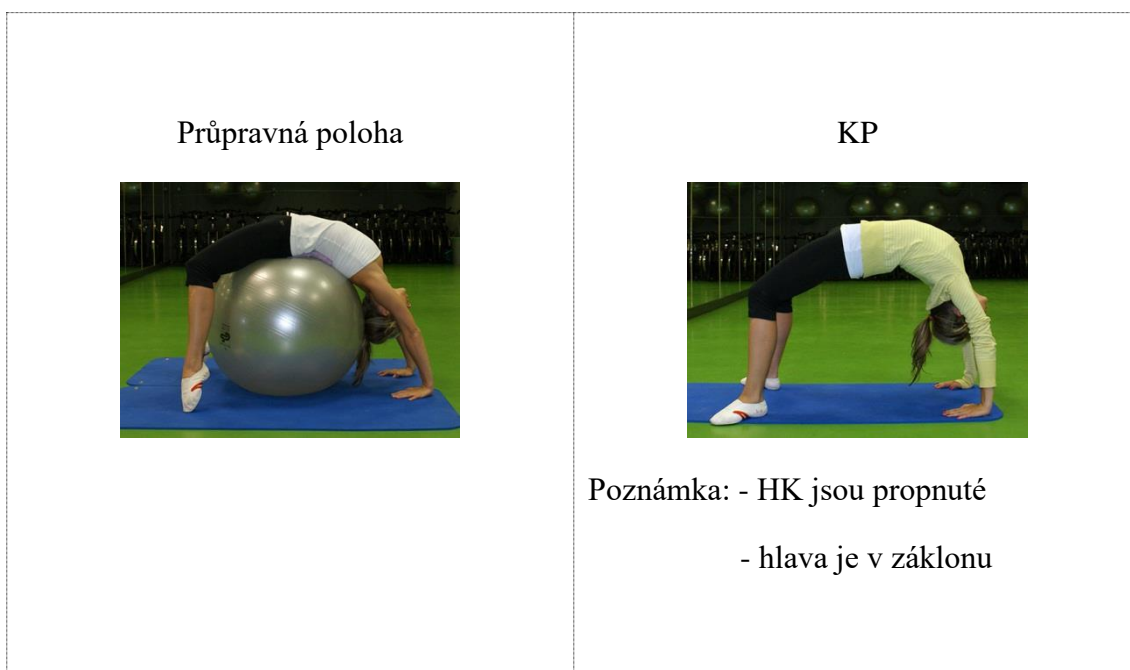 Průpravná poloha
KP
Poznámka: - HK jsou propnuté
- hlava je v záklonu